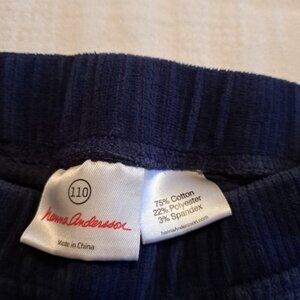 110
hanna Andersson
Made in China
75% Cotton
22% Polyester
3% Spandex
hannaAndersson.com